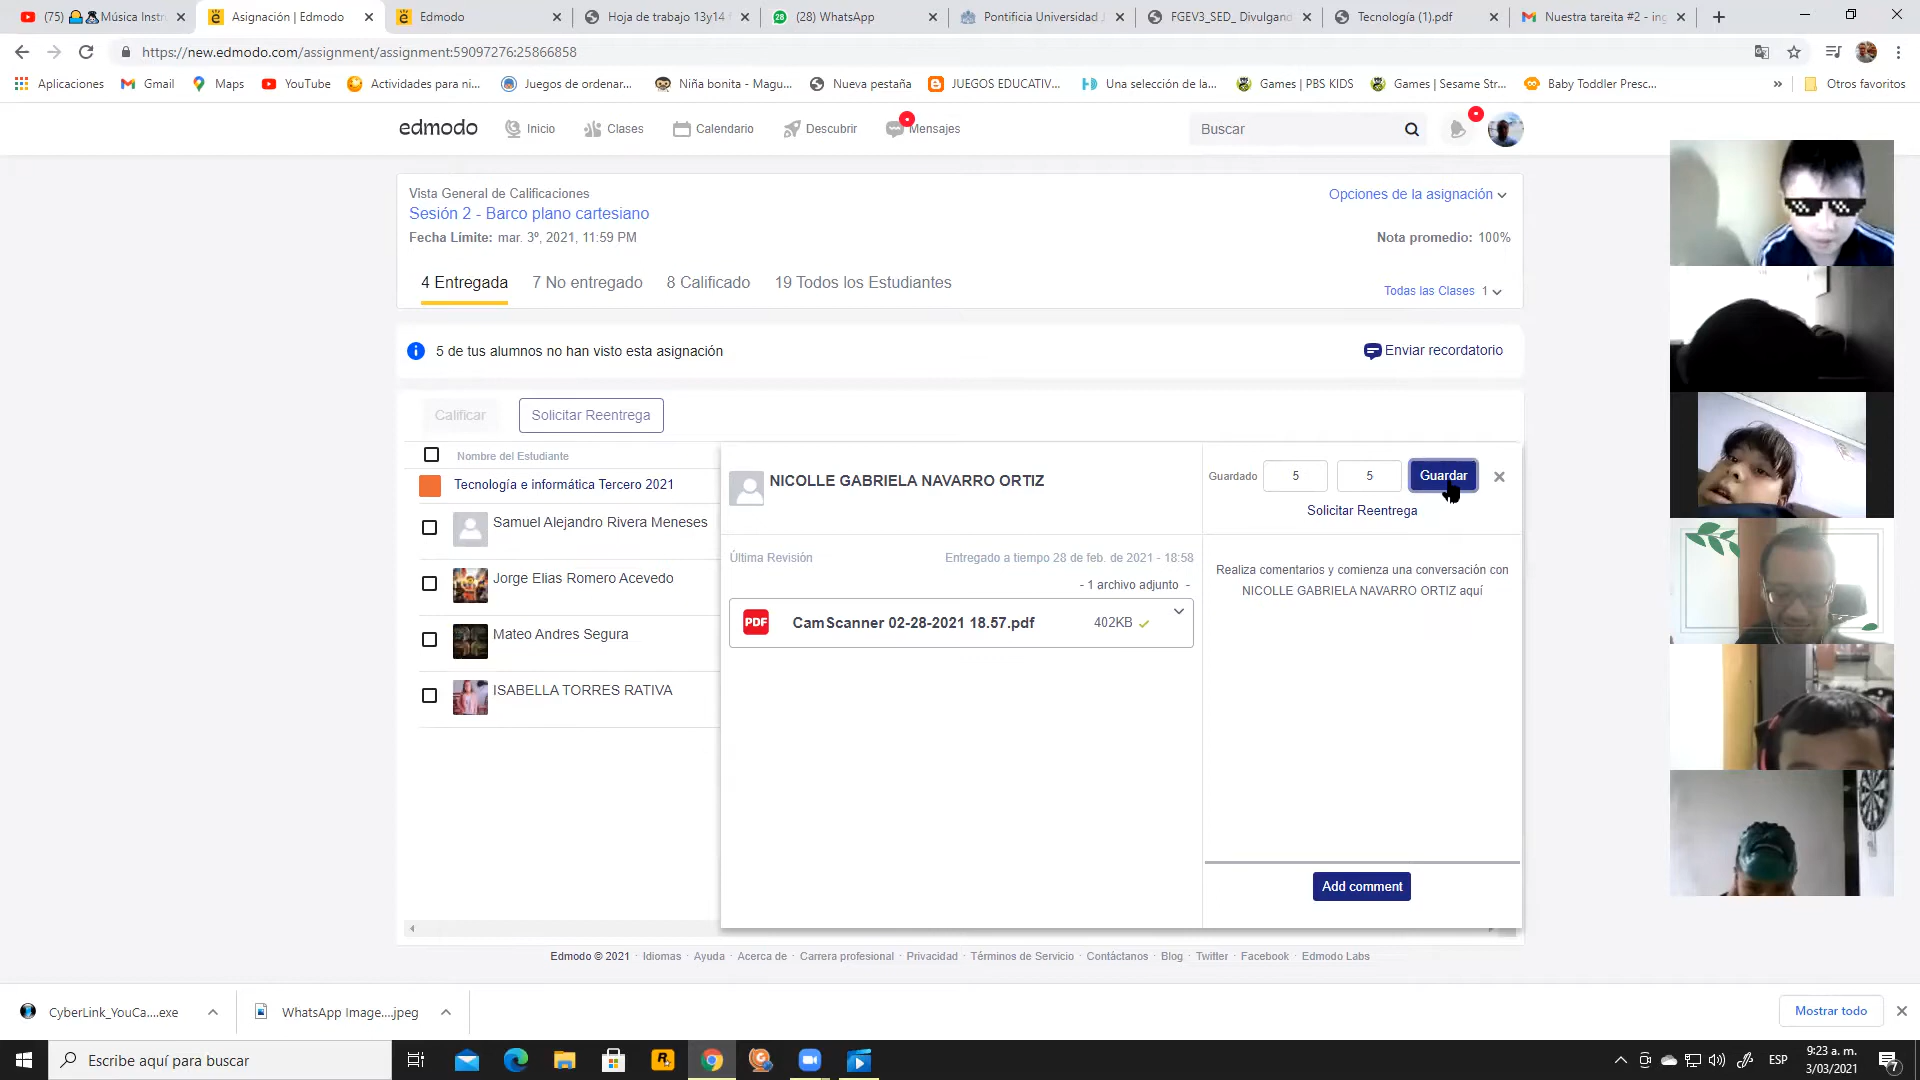 (75) Música Instr
Asignación | Edmodo
Edmodo
Hoja de trabajo 13y14 f
(28) WhatsApp
Pontificia Universidad J
FGEV3_SED_ Divulgand
Tecnología (1).pdf
Nuestra tareita #2 - ing
https://new.edmodo.com/assignment/assignment:59097276:25866858
Aplicaciones
Gmail
Maps
YouTube
Actividades para ni...
Juegos de ordenar...
Niña bonita - Magu...
Nueva pestaña
JUEGOS EDUCATIV...
Una selección de la...
Games | PBS KIDS
Games | Sesame Str...
Baby Toddler Presc...
»
Otros favoritos
edmodo
Inicio
Clases
Calendario
Descubrir
Mensajes
Buscar
Vista General de Calificaciones
Opciones de la asignación
Sesión 2 - Barco plano cartesiano
Fecha Límite: mar. 3º, 2021, 11:59 PM
Nota promedio: 100%
4 Entregada
7 No entregado
8 Calificado
19 Todos los Estudiantes
Todas las Clases 1
5 de tus alumnos no han visto esta asignación
Enviar recordatorio
Calificar
Solicitar Reentrega
Nombre del Estudiante
Tecnología e informática Tercero 2021
Samuel Alejandro Rivera Meneses
Jorge Elias Romero Acevedo
Mateo Andres Segura
ISABELLA TORRES RATIVA
NICOLLE GABRIELA NAVARRO ORTIZ
Guardado
5
5
Guardar
Solicitar Reentrega
Última Revisión
Entregado a tiempo 28 de feb. de 2021 - 18:58
- 1 archivo adjunto -
PDF
CamScanner 02-28-2021 18.57.pdf
402KB
Realiza comentarios y comienza una conversación con
NICOLLE GABRIELA NAVARRO ORTIZ aquí
Add comment
Edmodo © 2021 · Idiomas · Ayuda · Acerca de · Carrera profesional · Privacidad · Términos de Servicio · Contáctanos · Blog · Twitter · Facebook · Edmodo Labs
CyberLink_YouCa....exe
WhatsApp Image....jpeg
Mostrar todo
Escribe aquí para buscar
ESP
9:23 a. m.
3/03/2021
7